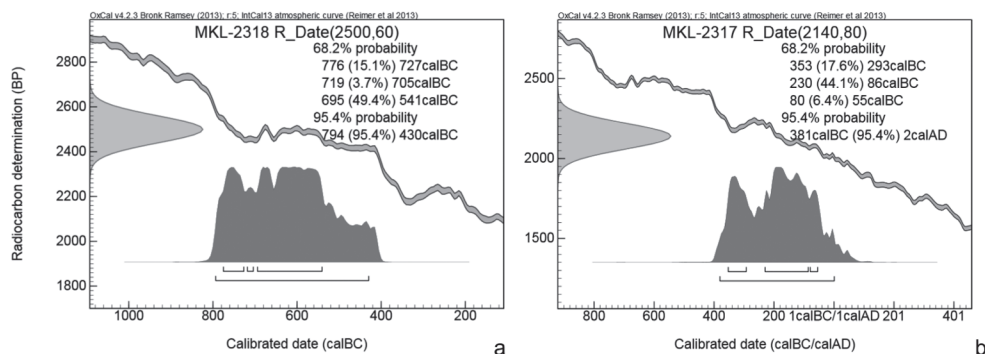 OxCal v4.2.3 Bronk Ramsey (2013); r:5; IntCal13 atmospheric curve (Reimer et al 2013)
MKL-2318 R_Date(2500,60)
68.2% probability
776 (15.1%) 727calBC
719 (3.7%) 705calBC
695 (49.4%) 541calBC
95.4% probability
794 (95.4%) 430calBC
Radiocarbon determination (BP)
2800
2600
2400
2200
2000
1800
1000 800 600 400 200
Calibrated date (calBC)
a
OxCal v4.2.3 Bronk Ramsey (2013); r:5; IntCal13 atmospheric curve (Reimer et al 2013)
MKL-2317 R_Date(2140,80)
68.2% probability
353 (17.6%) 293calBC
230 (44.1%) 86calBC
80 (6.4%) 55calBC
95.4% probability
381calBC (95.4%) 2calAD
2500
2000
1500
800 600 400 200 1calBC/1calAD 201 401
Calibrated date (calBC/calAD)
b